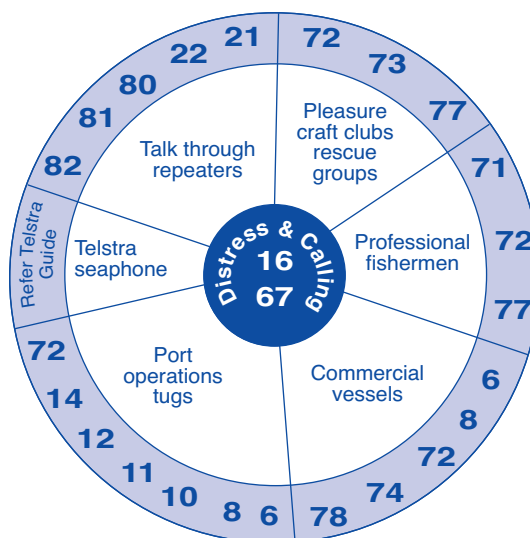 Distress & Calling
16
67
Pleasure
craft clubs
rescue
groups
72
73
77
Professional
fishermen
71
72
77
Commercial
vessels
6
8
72
74
78
Port
operations
tugs
6
8
10
11
12
14
72
Telstra
seaphone
Refer Telstra
Guide
Talk through
repeaters
82
81
80
22
21